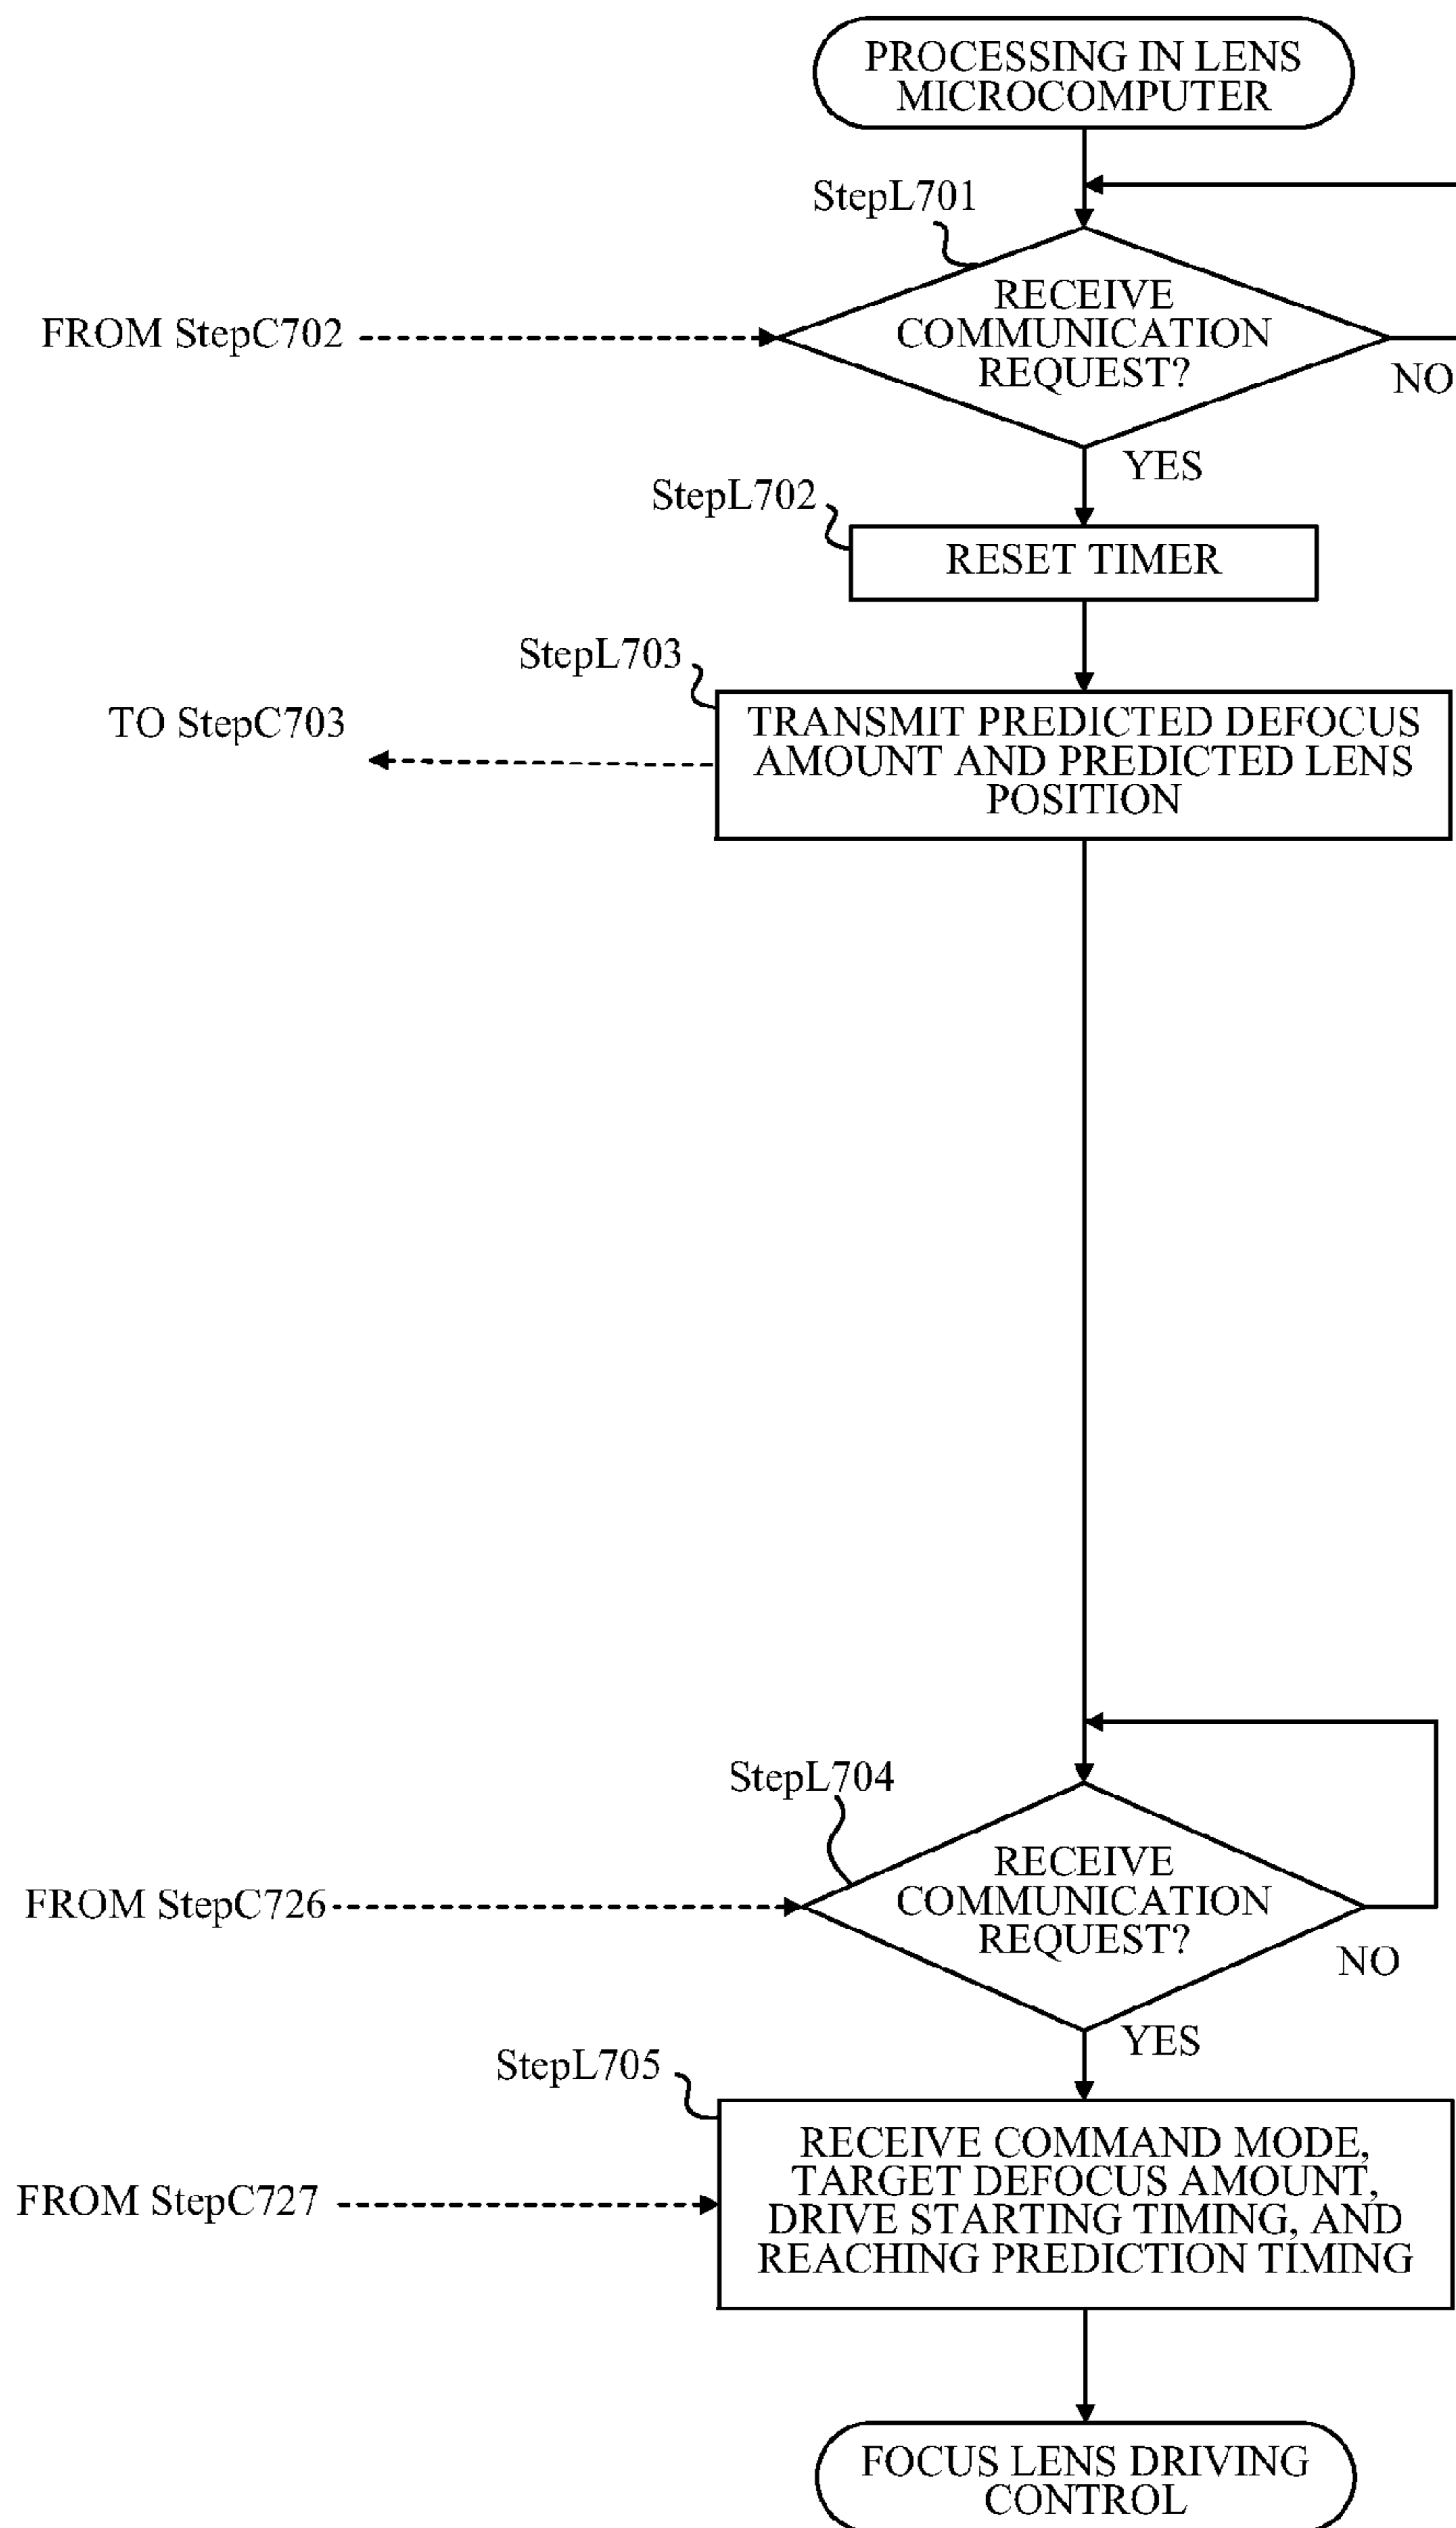 PROCESSING IN LENS
MICROCOMPUTER
StepL701
RECEIVE
COMMUNICATION
REQUEST?
FROM StepC702
NO
YES
StepL702
RESET TIMER
StepL703
TO StepC703
TRANSMIT PREDICTED DEFOCUS
AMOUNT AND PREDICTED LENS
POSITION
StepL704
RECEIVE
COMMUNICATION
REQUEST?
FROM StepC726
NO
YES
StepL705
RECEIVE COMMAND MODE,
TARGET DEFOCUS AMOUNT,
DRIVE STARTING TIMING, AND
REACHING PREDICTION TIMING
FROM StepC727
FOCUS LENS DRIVING
CONTROL